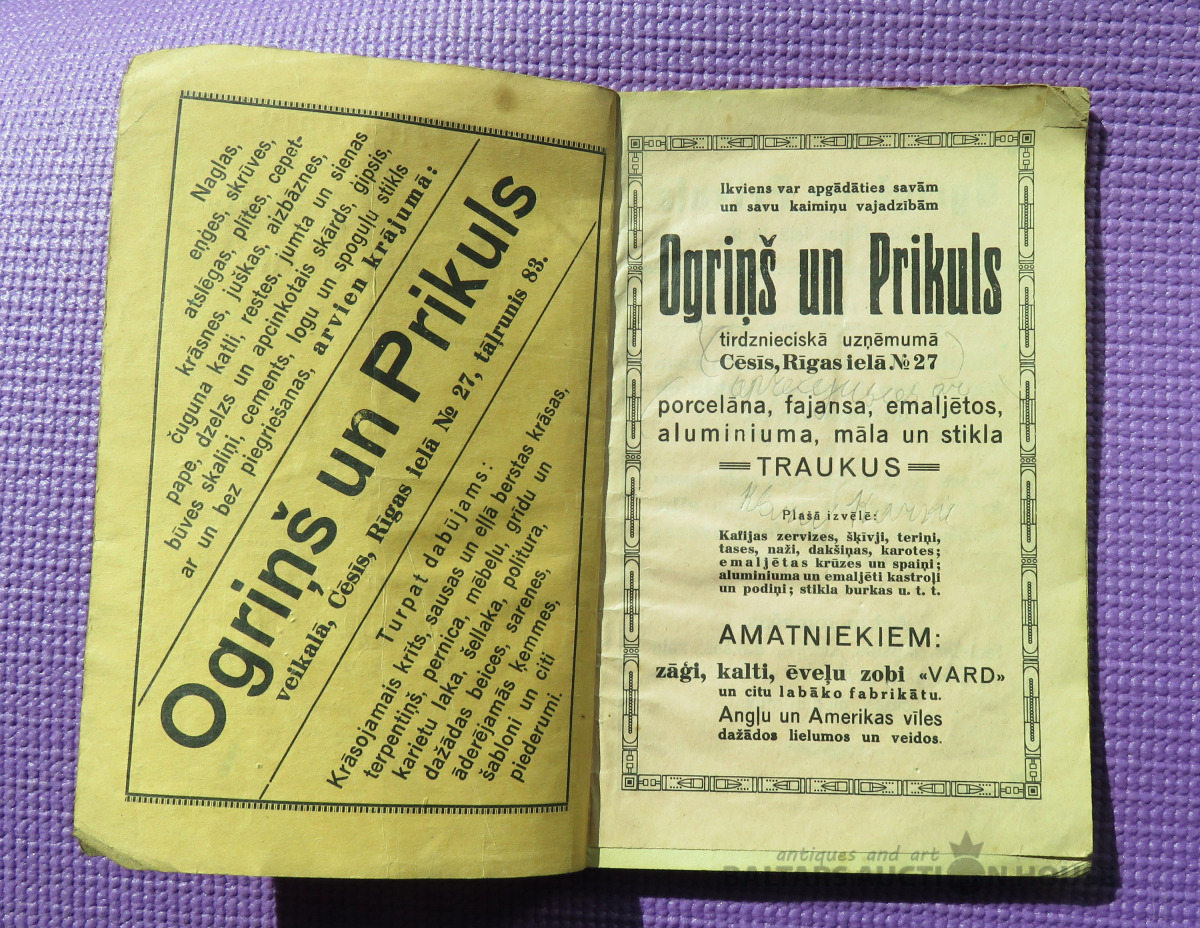 Naglas,
eņģes, skrūves,
atslēgas, plītes, cepet-
krāsnes, juškas, aizbāznes,
čuguna katli, restes, jumta un sienas
pape, dzelzs un apcinkotais skārds, ģipsis,
būves skaliņi, cements, logu un spoguļu stikls
ar un bez piegriešanas, arvien krājumā:
Ogriņš un Prikuls
veikalā, Cēsīs, Rīgas ielā № 27, tāļrunis 83.
Turpat dabūjams:
Krāsojamais krīts, sausas un eļļā berstas krāsas,
terpentiņš, pernica, mēbeļu, grīdu un
karietu laka, šellaka, politura,
dažādas beices, sarenes,
āderējamās ķemmes,
šabloni un citi
piederumi.
Ikviens var apgādāties savām
un savu kaimiņu vajadzībām
Ogriņš un Prikuls
tirdznieciskā uzņēmumā
Cēsīs, Rīgas ielā № 27
porcelāna, fajansa, emaljētos,
aluminiuma, māla un stikla
TRAUKUS
Plašā izvēlē:
Kafijas zervizes, šķīvji, teriņi,
tases, naži, dakšiņas, karotes;
emaljētas krūzes un spaiņi;
aluminiuma un emaljēti kastroļi
un podiņi; stikla burkas u. t. t.
AMATNIEKIEM:
zāģi, kalti, ēveļu zobi «VARD»
un citu labāko fabrikātu.
Angļu un Amerikas vīles
dažādos lielumos un veidos.
antiques and art
BALTARS AUCTION HOU